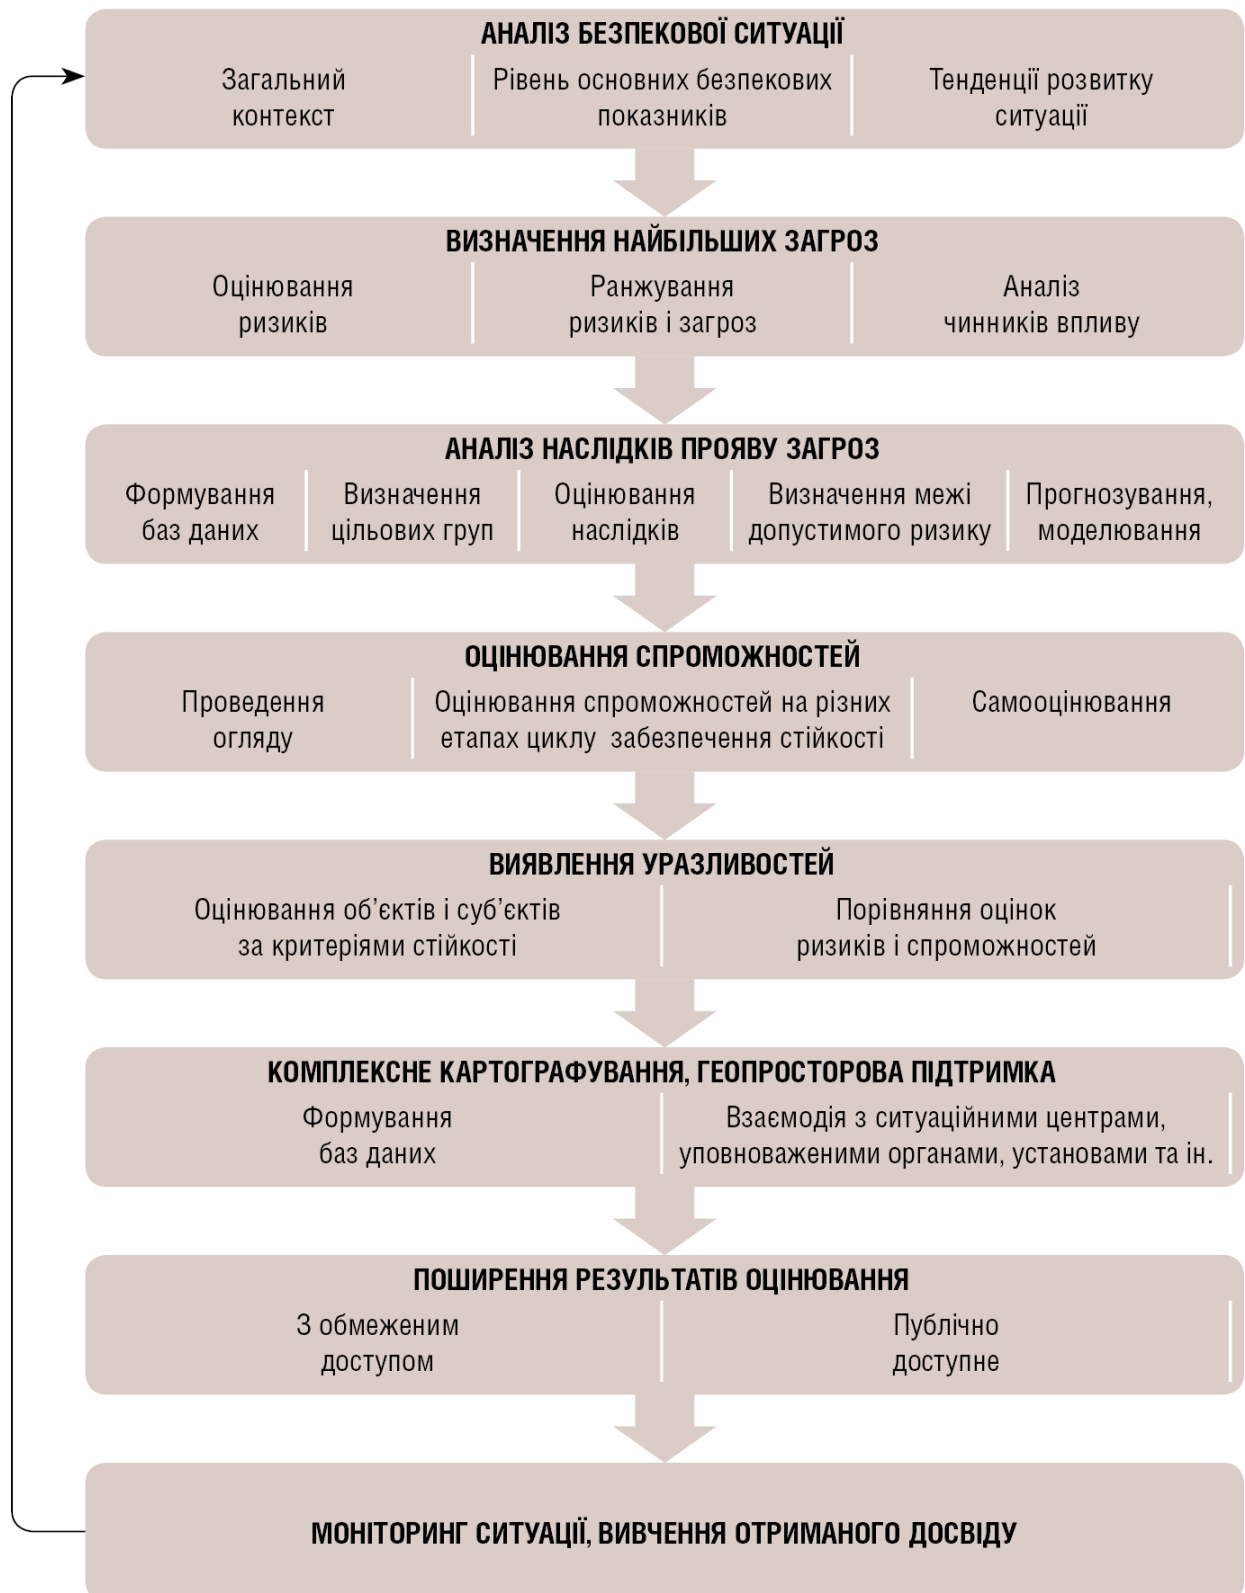 АНАЛІЗ БЕЗПЕКОВОЇ СИТУАЦІЇ
Загальний
контекст
Рівень основних безпекових
показників
Тенденції розвитку
ситуації
ВИЗНАЧЕННЯ НАЙБІЛЬШИХ ЗАГРОЗ
Оцінювання
ризиків
Ранжування
ризиків і загроз
Аналіз
чинників впливу
АНАЛІЗ НАСЛІДКІВ ПРОЯВУ ЗАГРОЗ
Формування
баз даних
Визначення
цільових груп
Оцінювання
наслідків
Визначення межі
допустимого ризику
Прогнозування,
моделювання
ОЦІНЮВАННЯ СПРОМОЖНОСТЕЙ
Проведення
огляду
Оцінювання спроможностей на різних
етапах циклу забезпечення стійкості
Самооцінювання
ВИЯВЛЕННЯ УРАЗЛИВОСТЕЙ
Оцінювання об’єктів і суб’єктів
за критеріями стійкості
Порівняння оцінок
ризиків і спроможностей
КОМПЛЕКСНЕ КАРТОГРАФУВАННЯ, ГЕОПРОСТОРОВА ПІДТРИМКА
Формування
баз даних
Взаємодія з ситуаційними центрами,
уповноваженими органами, установами та ін.
ПОШИРЕННЯ РЕЗУЛЬТАТІВ ОЦІНЮВАННЯ
З обмеженим
доступом
Публічно
доступне
МОНІТОРИНГ СИТУАЦІЇ, ВИВЧЕННЯ ОТРИМАНОГО ДОСВІДУ